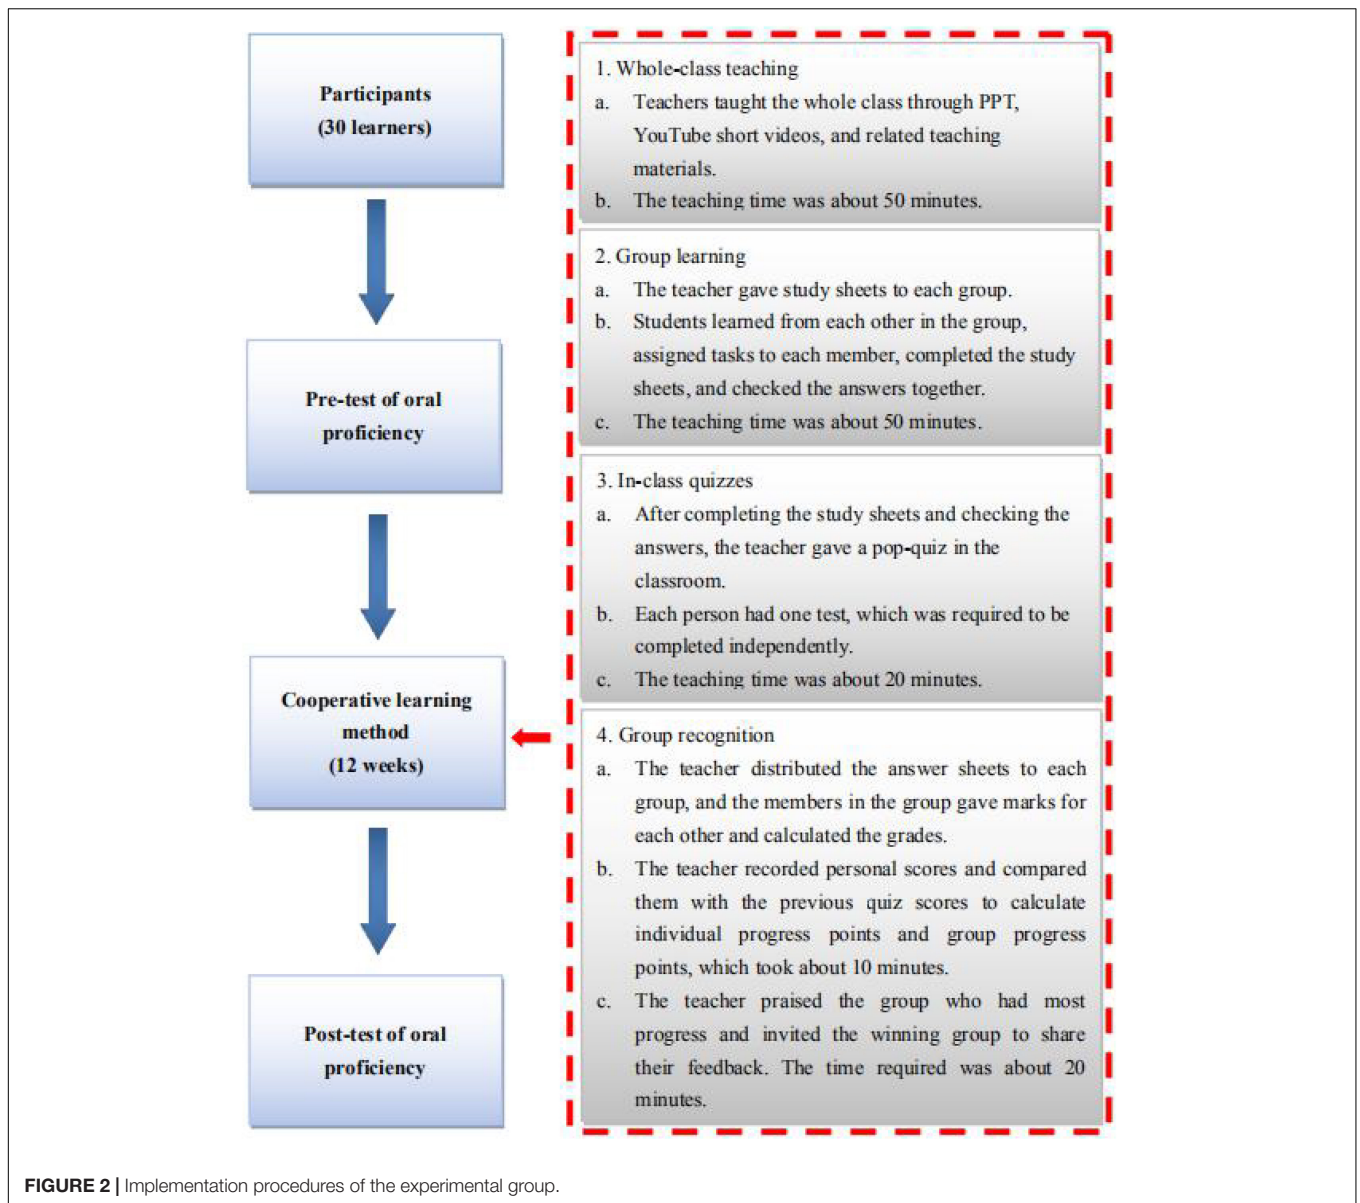 Participants
(30 learners)
Pre-test of oral
proficiency
Cooperative learning
method
(12 weeks)
Post-test of oral
proficiency
1. Whole-class teaching
a. Teachers taught the whole class through PPT,
YouTube short videos, and related teaching
materials.
b. The teaching time was about 50 minutes.
2. Group learning
a. The teacher gave study sheets to each group.
b. Students learned from each other in the group,
assigned tasks to each member, completed the study
sheets, and checked the answers together.
c. The teaching time was about 50 minutes.
3. In-class quizzes
a. After completing the study sheets and checking the
answers, the teacher gave a pop-quiz in the
classroom.
b. Each person had one test, which was required to be
completed independently.
c. The teaching time was about 20 minutes.
4. Group recognition
a. The teacher distributed the answer sheets to each
group, and the members in the group gave marks for
each other and calculated the grades.
b. The teacher recorded personal scores and compared
them with the previous quiz scores to calculate
individual progress points and group progress
points, which took about 10 minutes.
c. The teacher praised the group who had most
progress and invited the winning group to share
their feedback. The time required was about 20
minutes.
FIGURE 2 | Implementation procedures of the experimental group.